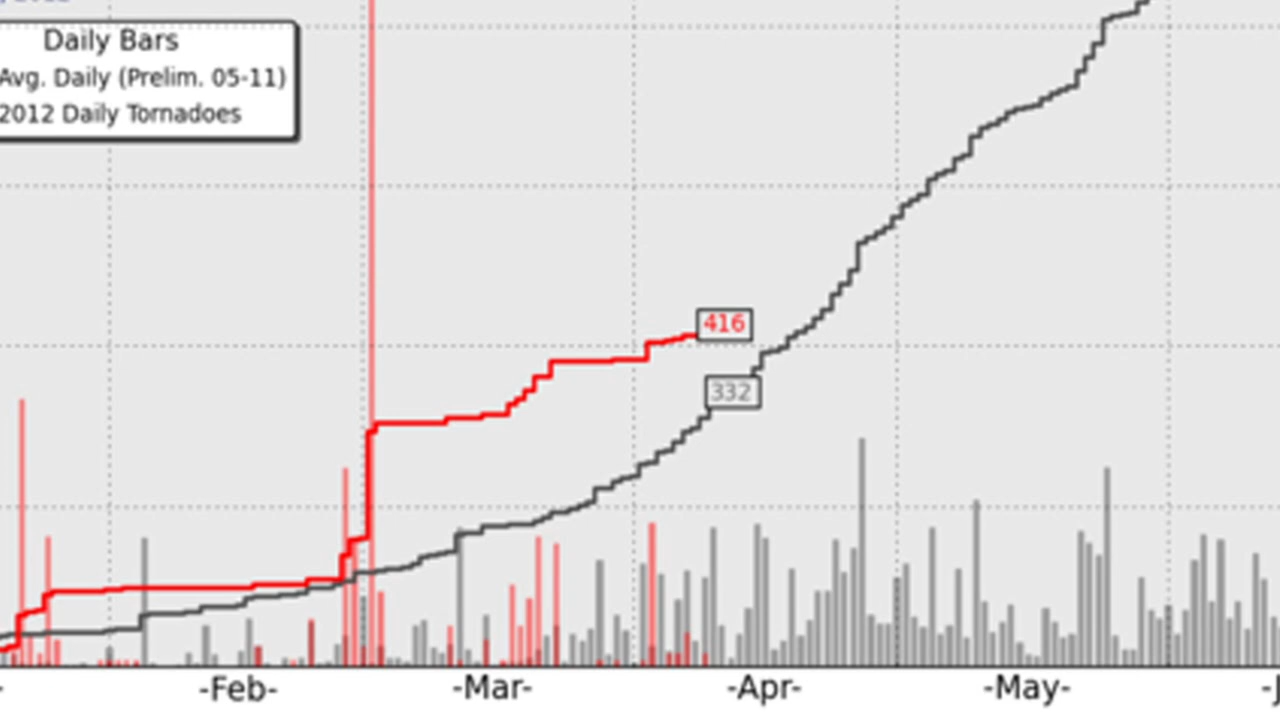 Daily Bars
Avg. Daily (Prelim. 05-11)
2012 Daily Tornadoes
416
332
-Feb-
-Mar-
-Apr-
-May-